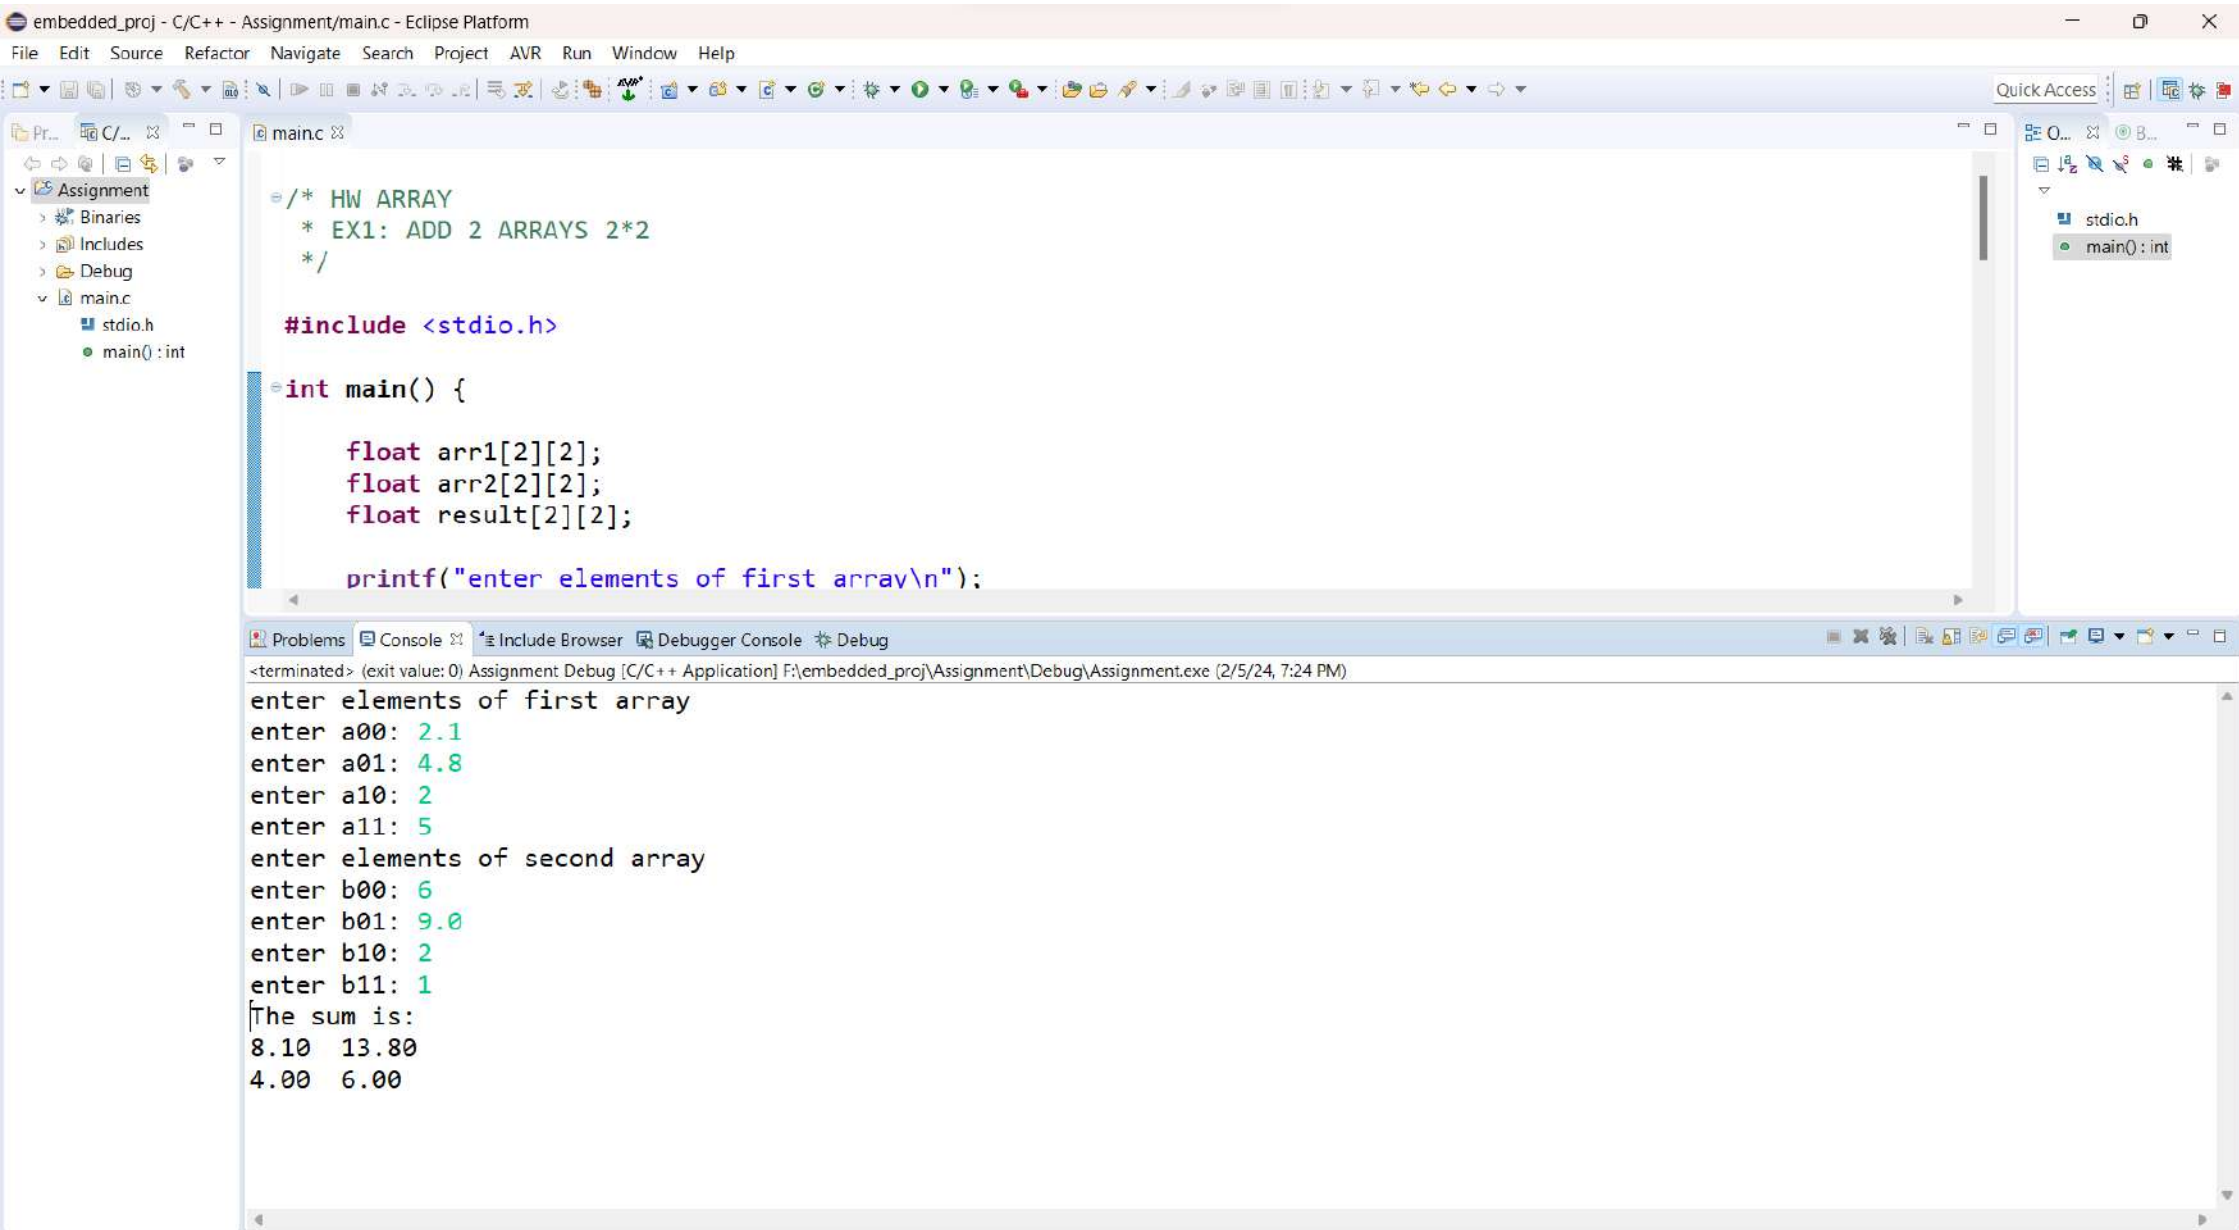 embedded_proj - C/C++ - Assignment/main.c - Eclipse Platform
File Edit Source Refactor Navigate Search Project AVR Run Window Help
Quick Access
Pr...
C/...
Assignment
Binaries
Includes
Debug
main.c
stdio.h
main() : int
main.c
/* HW ARRAY
* EX1: ADD 2 ARRAYS 2*2
*/
#include <stdio.h>
int main() {
float arr1[2][2];
float arr2[2][2];
float result[2][2];
printf("enter elements of first array\n");
O...
B...
stdio.h
main() : int
Problems Console Include Browser Debugger Console Debug
<terminated> (exit value: 0) Assignment Debug [C/C++ Application] F:\embedded_proj\Assignment\Debug\Assignment.exe (2/5/24, 7:24 PM)
enter elements of first array
enter a00: 2.1
enter a01: 4.8
enter a10: 2
enter a11: 5
enter elements of second array
enter b00: 6
enter b01: 9.0
enter b10: 2
enter b11: 1
The sum is:
8.10 13.80
4.00 6.00